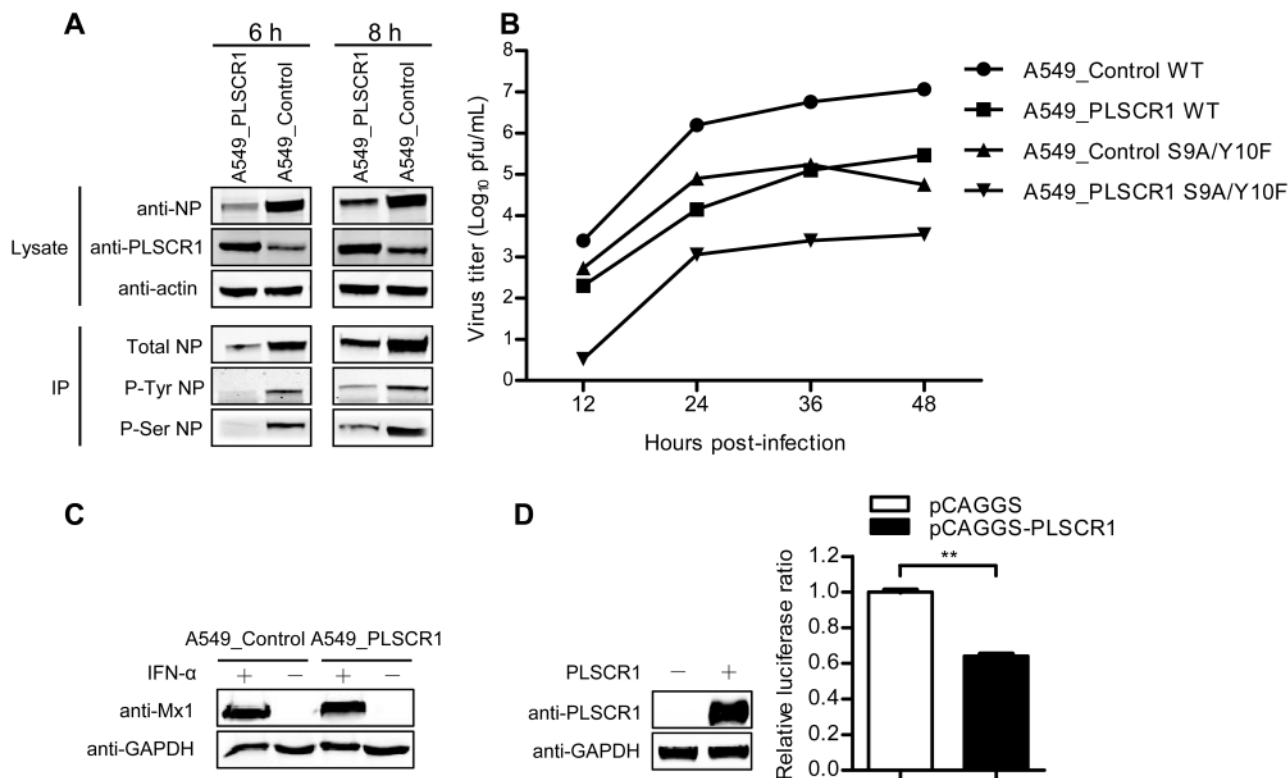 A
6 h
8 h
A549_PLSCR1
A549_Control
A549_PLSCR1
A549_Control
Lysate
anti-NP
anti-PLSCR1
anti-actin
IP
Total NP
P-Tyr NP
P-Ser NP
B
Virus titer (Log10 pfu/mL)
8
7
6
5
4
3
2
1
0
12 24 36 48
Hours post-infection
A549_Control WT
A549_PLSCR1 WT
A549_Control S9A/Y10F
A549_PLSCR1 S9A/Y10F
C
A549_Control A549_PLSCR1
IFN-α + − + −
anti-Mx1
anti-GAPDH
D
PLSCR1 − +
anti-PLSCR1
anti-GAPDH
pCAGGS
pCAGGS-PLSCR1
Relative luciferase ratio
1.2
1.0
0.8
0.6
0.4
0.2
0.0
**